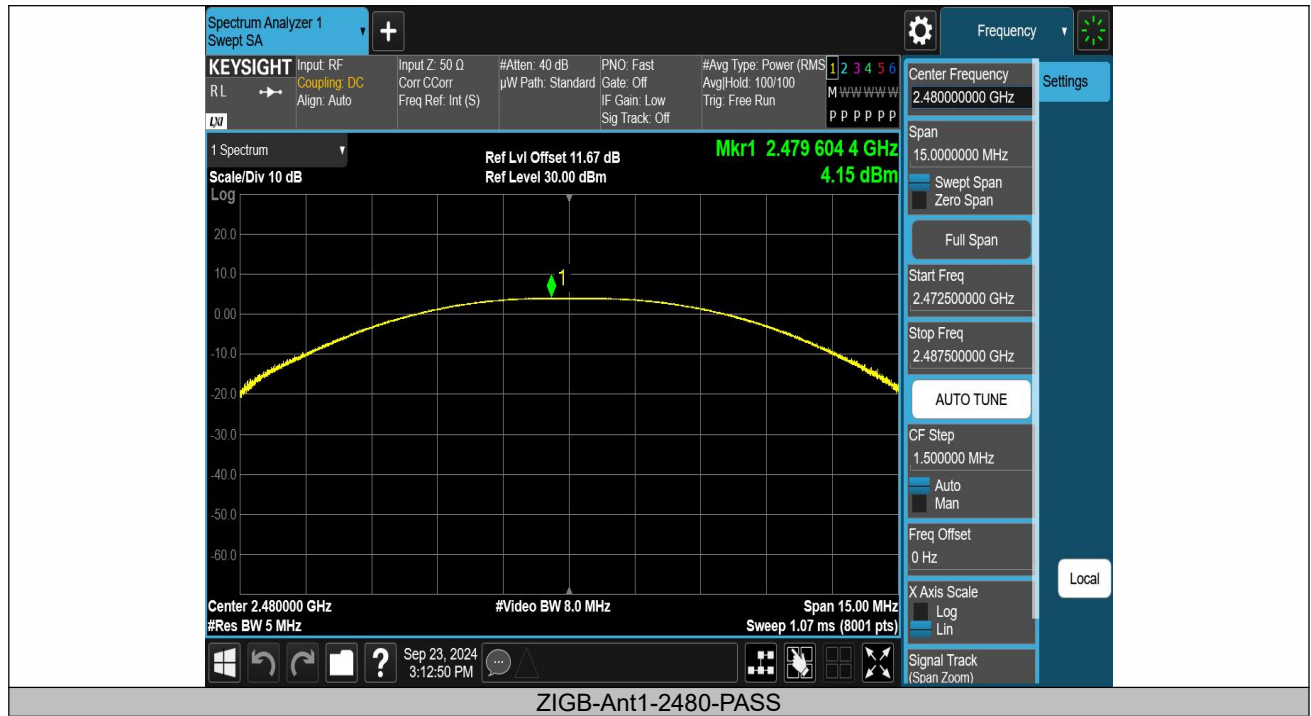 Spectrum Analyzer 1
Swept SA
+
Frequency
KEYSIGHT
R L
LXI
Input: RF
Coupling: DC
Align: Auto
Input Z: 50 Ω
Corr CCorr
Freq Ref: Int (S)
#Atten: 40 dB
µW Path: Standard
PNO: Fast
Gate: Off
IF Gain: Low
Sig Track: Off
#Avg Type: Power (RMS
Avg|Hold: 100/100
Trig: Free Run
1 2 3 4 5 6
M W W W W W
P P P P P P
1 Spectrum
Scale/Div 10 dB
Log
Ref Lvl Offset 11.67 dB
Ref Level 30.00 dBm
Mkr1 2.479 604 4 GHz
4.15 dBm
20.0
10.0
0.00
-10.0
-20.0
-30.0
-40.0
-50.0
-60.0
1
Center 2.480000 GHz
#Res BW 5 MHz
#Video BW 8.0 MHz
Span 15.00 MHz
Sweep 1.07 ms (8001 pts)
?
Sep 23, 2024
3:12:50 PM
Center Frequency
2.480000000 GHz
Settings
Span
15.0000000 MHz
Swept Span
Zero Span
Full Span
Start Freq
2.472500000 GHz
Stop Freq
2.487500000 GHz
AUTO TUNE
CF Step
1.500000 MHz
Auto
Man
Freq Offset
0 Hz
Local
X Axis Scale
Log
Lin
Signal Track
(Span Zoom)
ZIGB-Ant1-2480-PASS